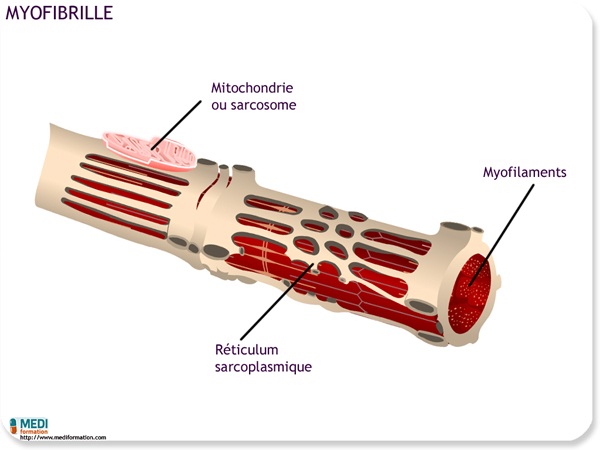 MYOFIBRILLE
Mitochondrie
ou sarcosome
Myofilaments
Réticulum
sarcoplasmique
MEDI
formation
http://www.mediformation.com